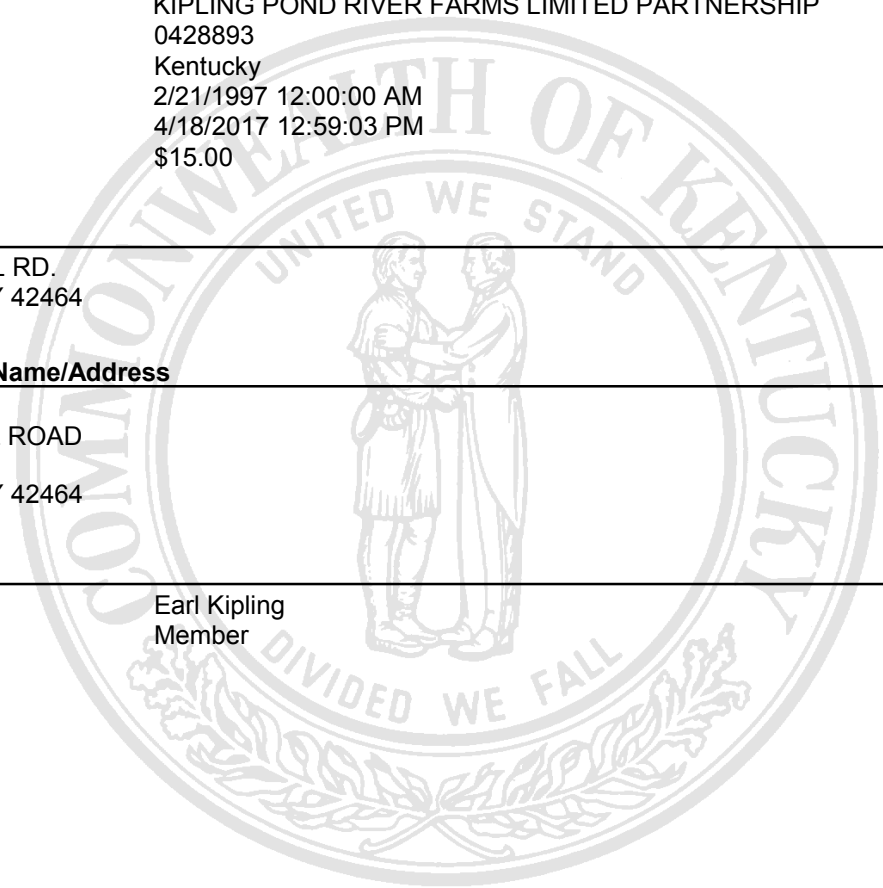 KIPLING POND RIVER FARMS LIMITED PARTNERSHIP
0428893
Kentucky
2/21/1997 12:00:00 AM
4/18/2017 12:59:03 PM
$15.00
COMMONWEALTH OF KENTUCKY
UNITED WE STAND
RD.
42464
Name/Address
ROAD
42464
Earl Kipling
Member
DIVIDED WE FALL